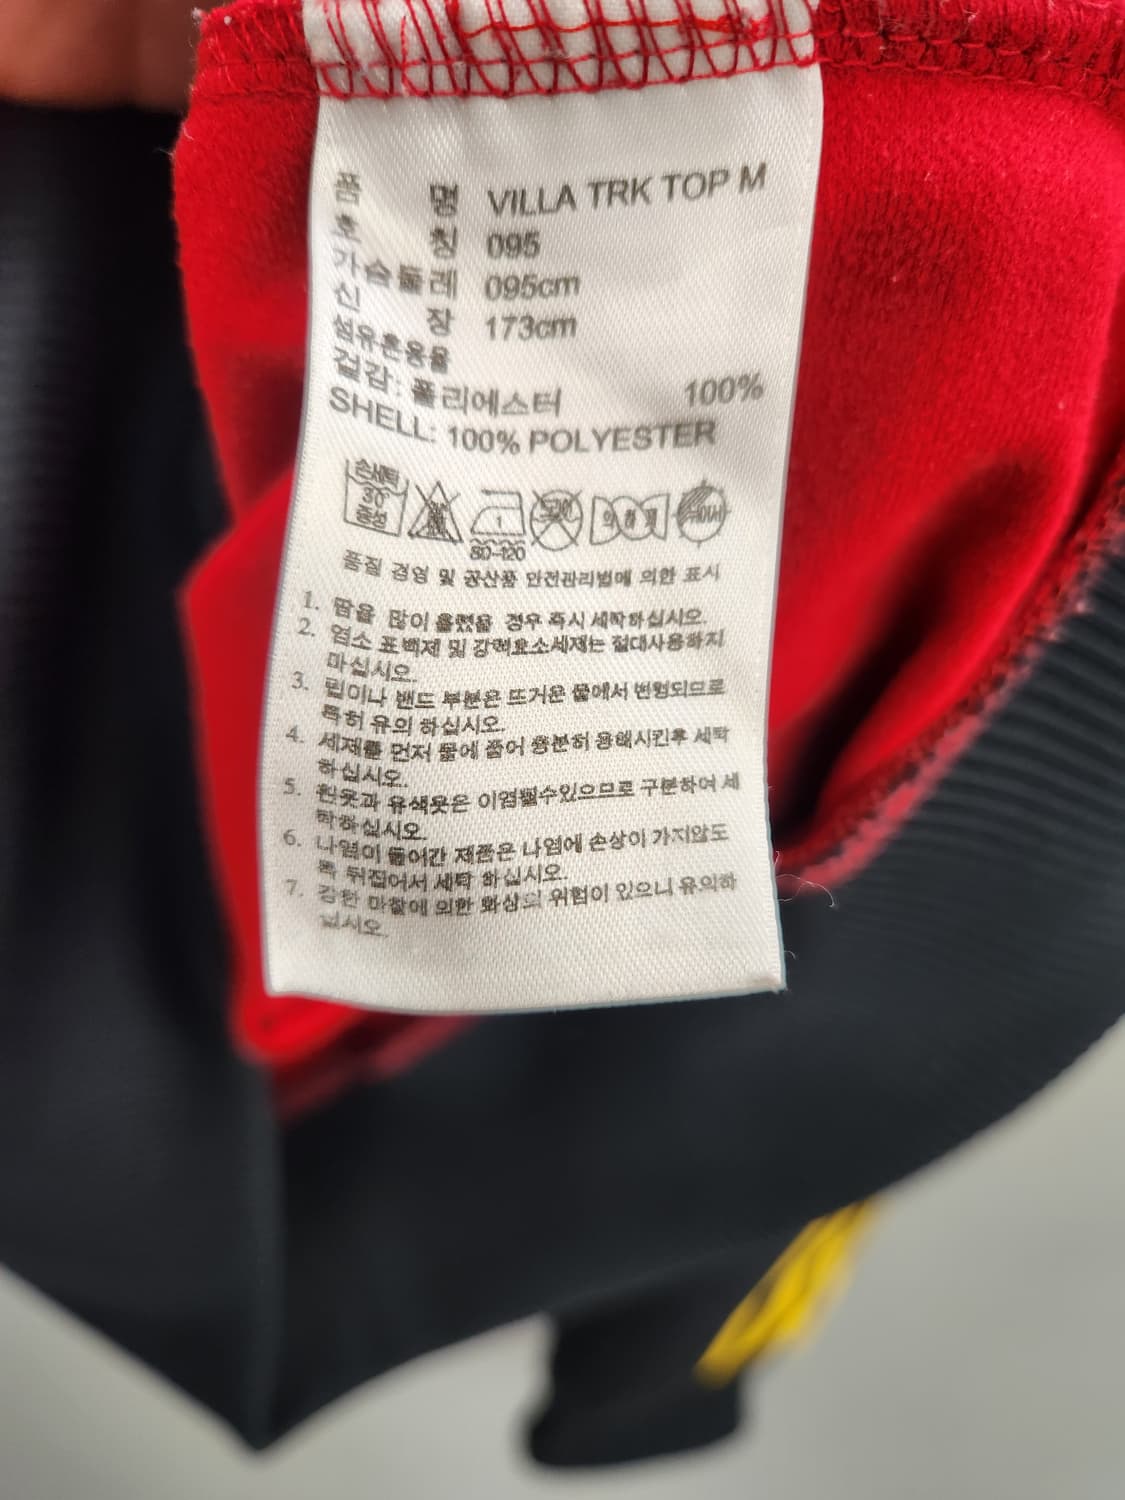 품 명 VILLA TRK TOP M
호 칭 095
가슴둘레 095cm
신 장 173cm
섬유혼용율
겉감: 폴리에스터 100%
SHELL: 100% POLYESTER
손세탁 30° 중성
80-120
품질 경영 및 공산품 안전관리법에 의한 표시
1. 땀을 많이 흘렸을 경우 즉시 세탁하십시오.
2. 염소 표백제 및 강력효소세제는 절대사용하지
마십시오.
3. 립이나 밴드 부분은 뜨거운 물에서 변형되므로
특히 유의 하십시오.
4. 세재를 먼저 물에 풀어 충분히 용해시킨후 세탁
하십시오.
5. 흰옷과 유색옷은 이염될수있으므로 구분하여 세
탁하십시오.
6. 나염이 들어간 제품은 나염에 손상이 가지않도
록 뒤집어서 세탁 하십시오.
7. 강한 마찰에 의한 화상의 위험이 있으니 유의하
십시오.